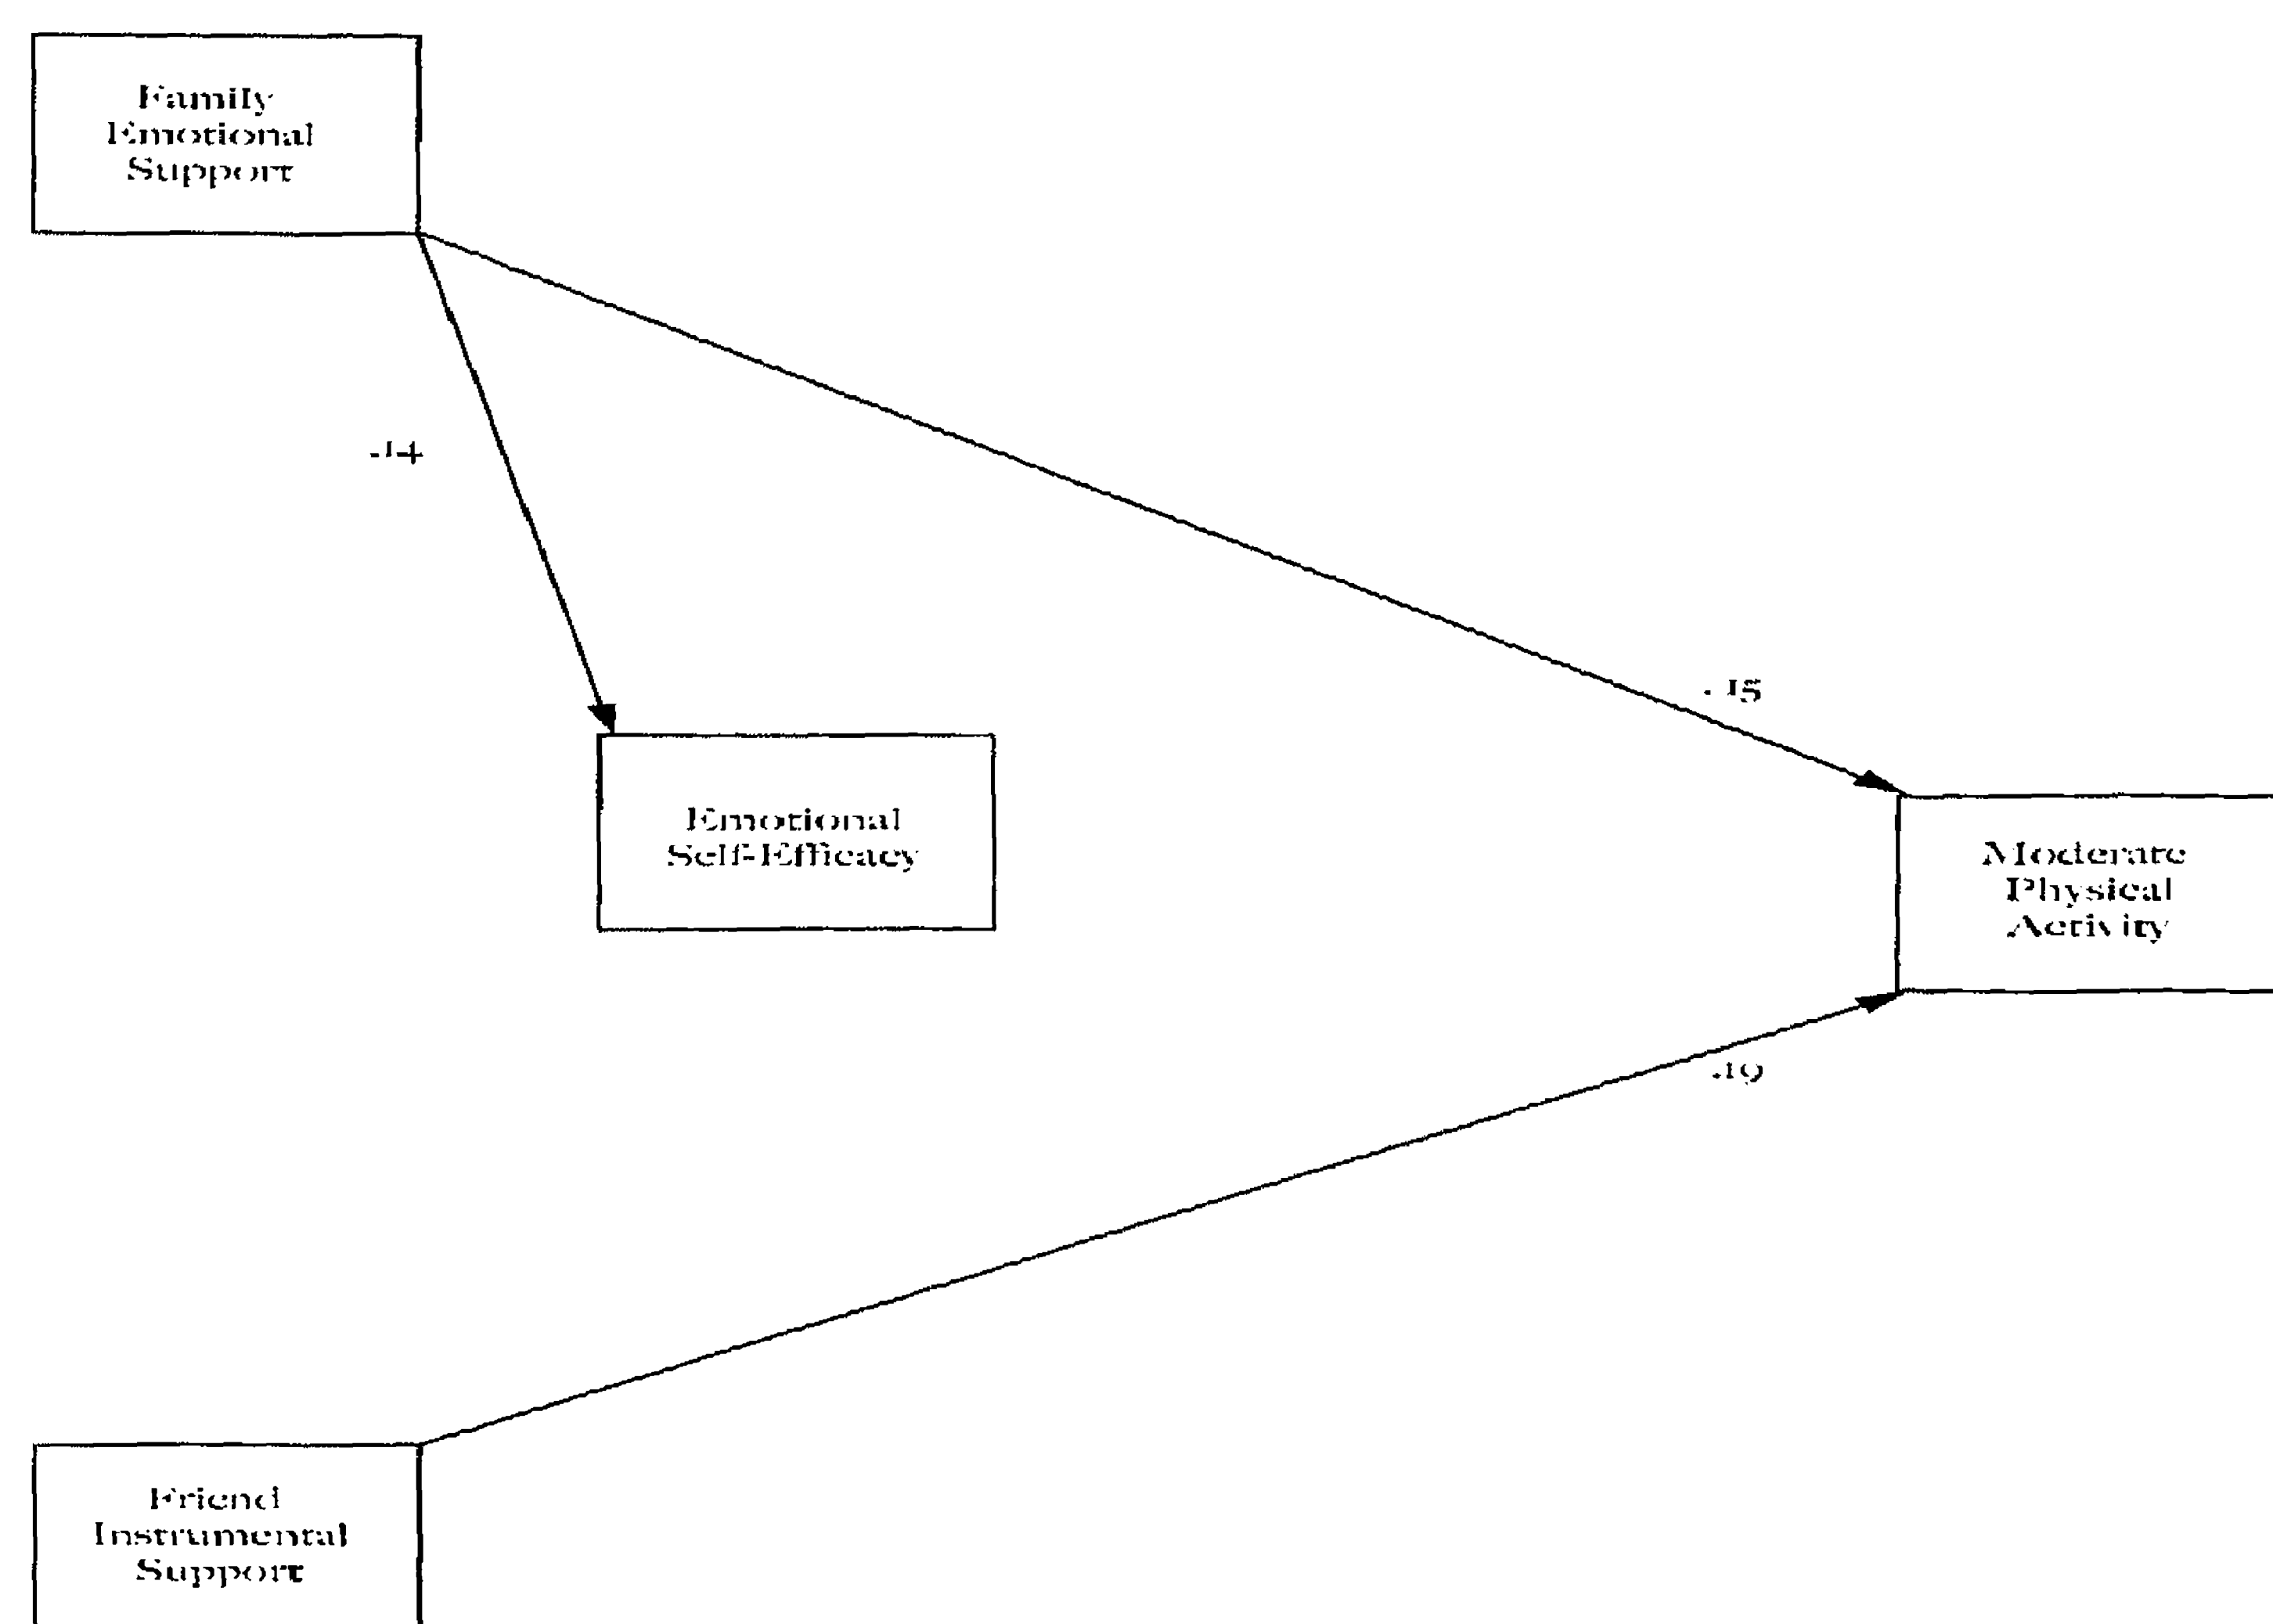 Family
Emotional
Support
.14
.15
Emotional
Self-Efficacy
Moderate
Physical
Activity
.19
Friend
Instrumental
Support